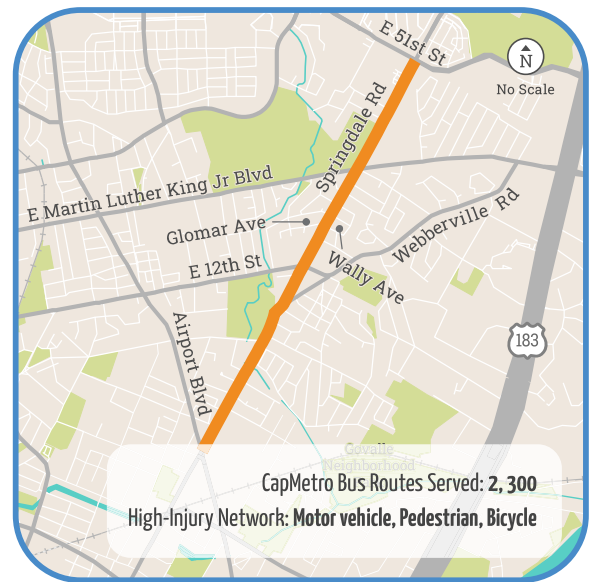 E 51st St
N
No Scale
Springdale Rd
E Martin Luther King Jr Blvd
Glomar Ave
Webberville Rd
E 12th St
Wally Ave
Airport Blvd
183
Govalle
Neighborhood
CapMetro Bus Routes Served: 2, 300
High-Injury Network: Motor vehicle, Pedestrian, Bicycle